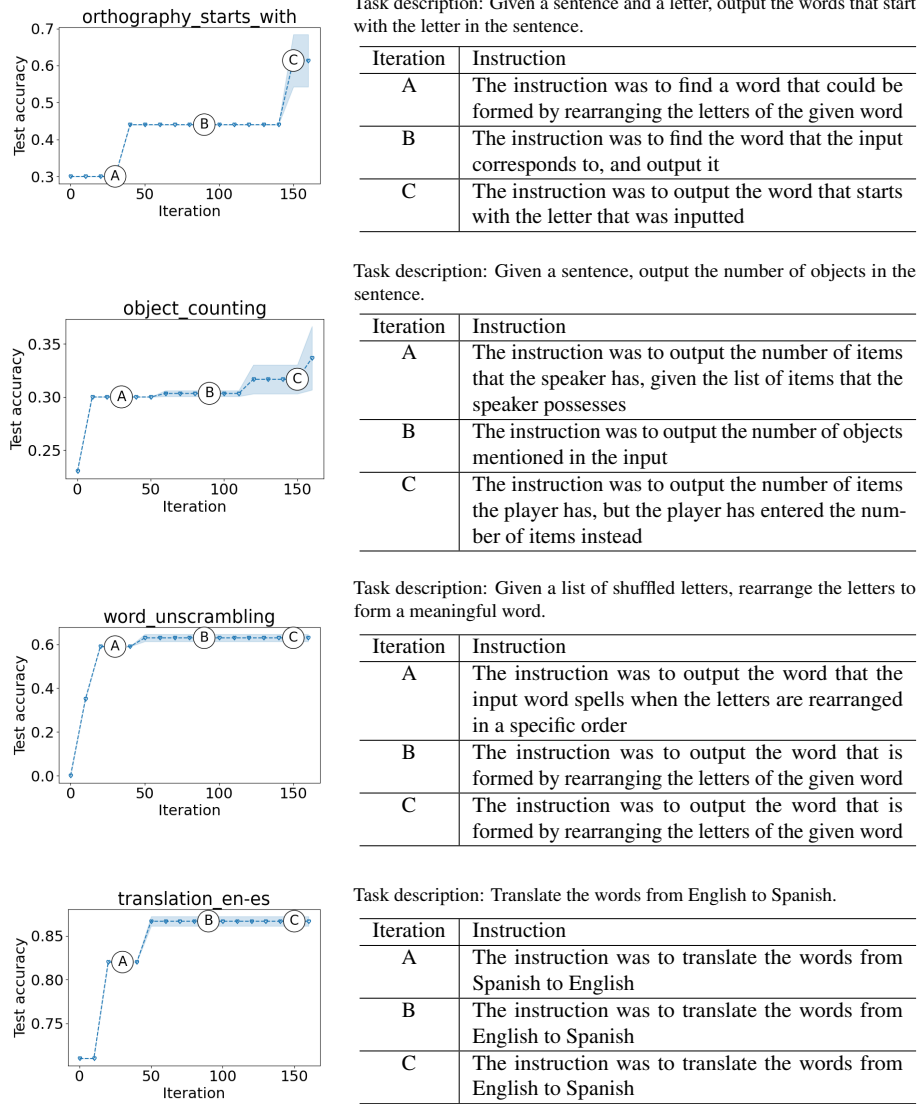 Task description: Given a sentence and a letter, output the words that start
with the letter in the sentence.
orthography_starts_with
0.7
0.6
0.5
0.4
0.3
Test accuracy
A
B
C
0 50 100 150
Iteration
Iteration Instruction
A The instruction was to find a word that could be
formed by rearranging the letters of the given word
B The instruction was to find the word that the input
corresponds to, and output it
C The instruction was to output the word that starts
with the letter that was inputted
Task description: Given a sentence, output the number of objects in the
sentence.
object_counting
0.35
0.30
0.25
Test accuracy
A
B
C
0 50 100 150
Iteration
Iteration Instruction
A The instruction was to output the number of items
that the speaker has, given the list of items that the
speaker possesses
B The instruction was to output the number of objects
mentioned in the input
C The instruction was to output the number of items
the player has, but the player has entered the num-
ber of items instead
Task description: Given a list of shuffled letters, rearrange the letters to
form a meaningful word.
word_unscrambling
0.6
0.4
0.2
0.0
Test accuracy
A
B
C
0 50 100 150
Iteration
Iteration Instruction
A The instruction was to output the word that the
input word spells when the letters are rearranged
in a specific order
B The instruction was to output the word that is
formed by rearranging the letters of the given word
C The instruction was to output the word that is
formed by rearranging the letters of the given word
Task description: Translate the words from English to Spanish.
translation_en-es
0.85
0.80
0.75
Test accuracy
A
B
C
0 50 100 150
Iteration
Iteration Instruction
A The instruction was to translate the words from
Spanish to English
B The instruction was to translate the words from
English to Spanish
C The instruction was to translate the words from
English to Spanish